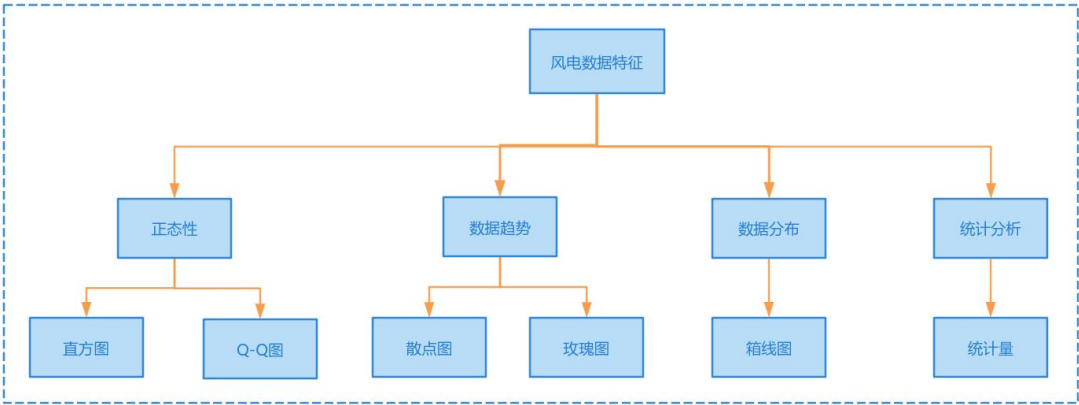 风电数据特征
正态性
数据趋势
数据分布
统计分析
直方图
Q-Q图
散点图
玫瑰图
箱线图
统计量